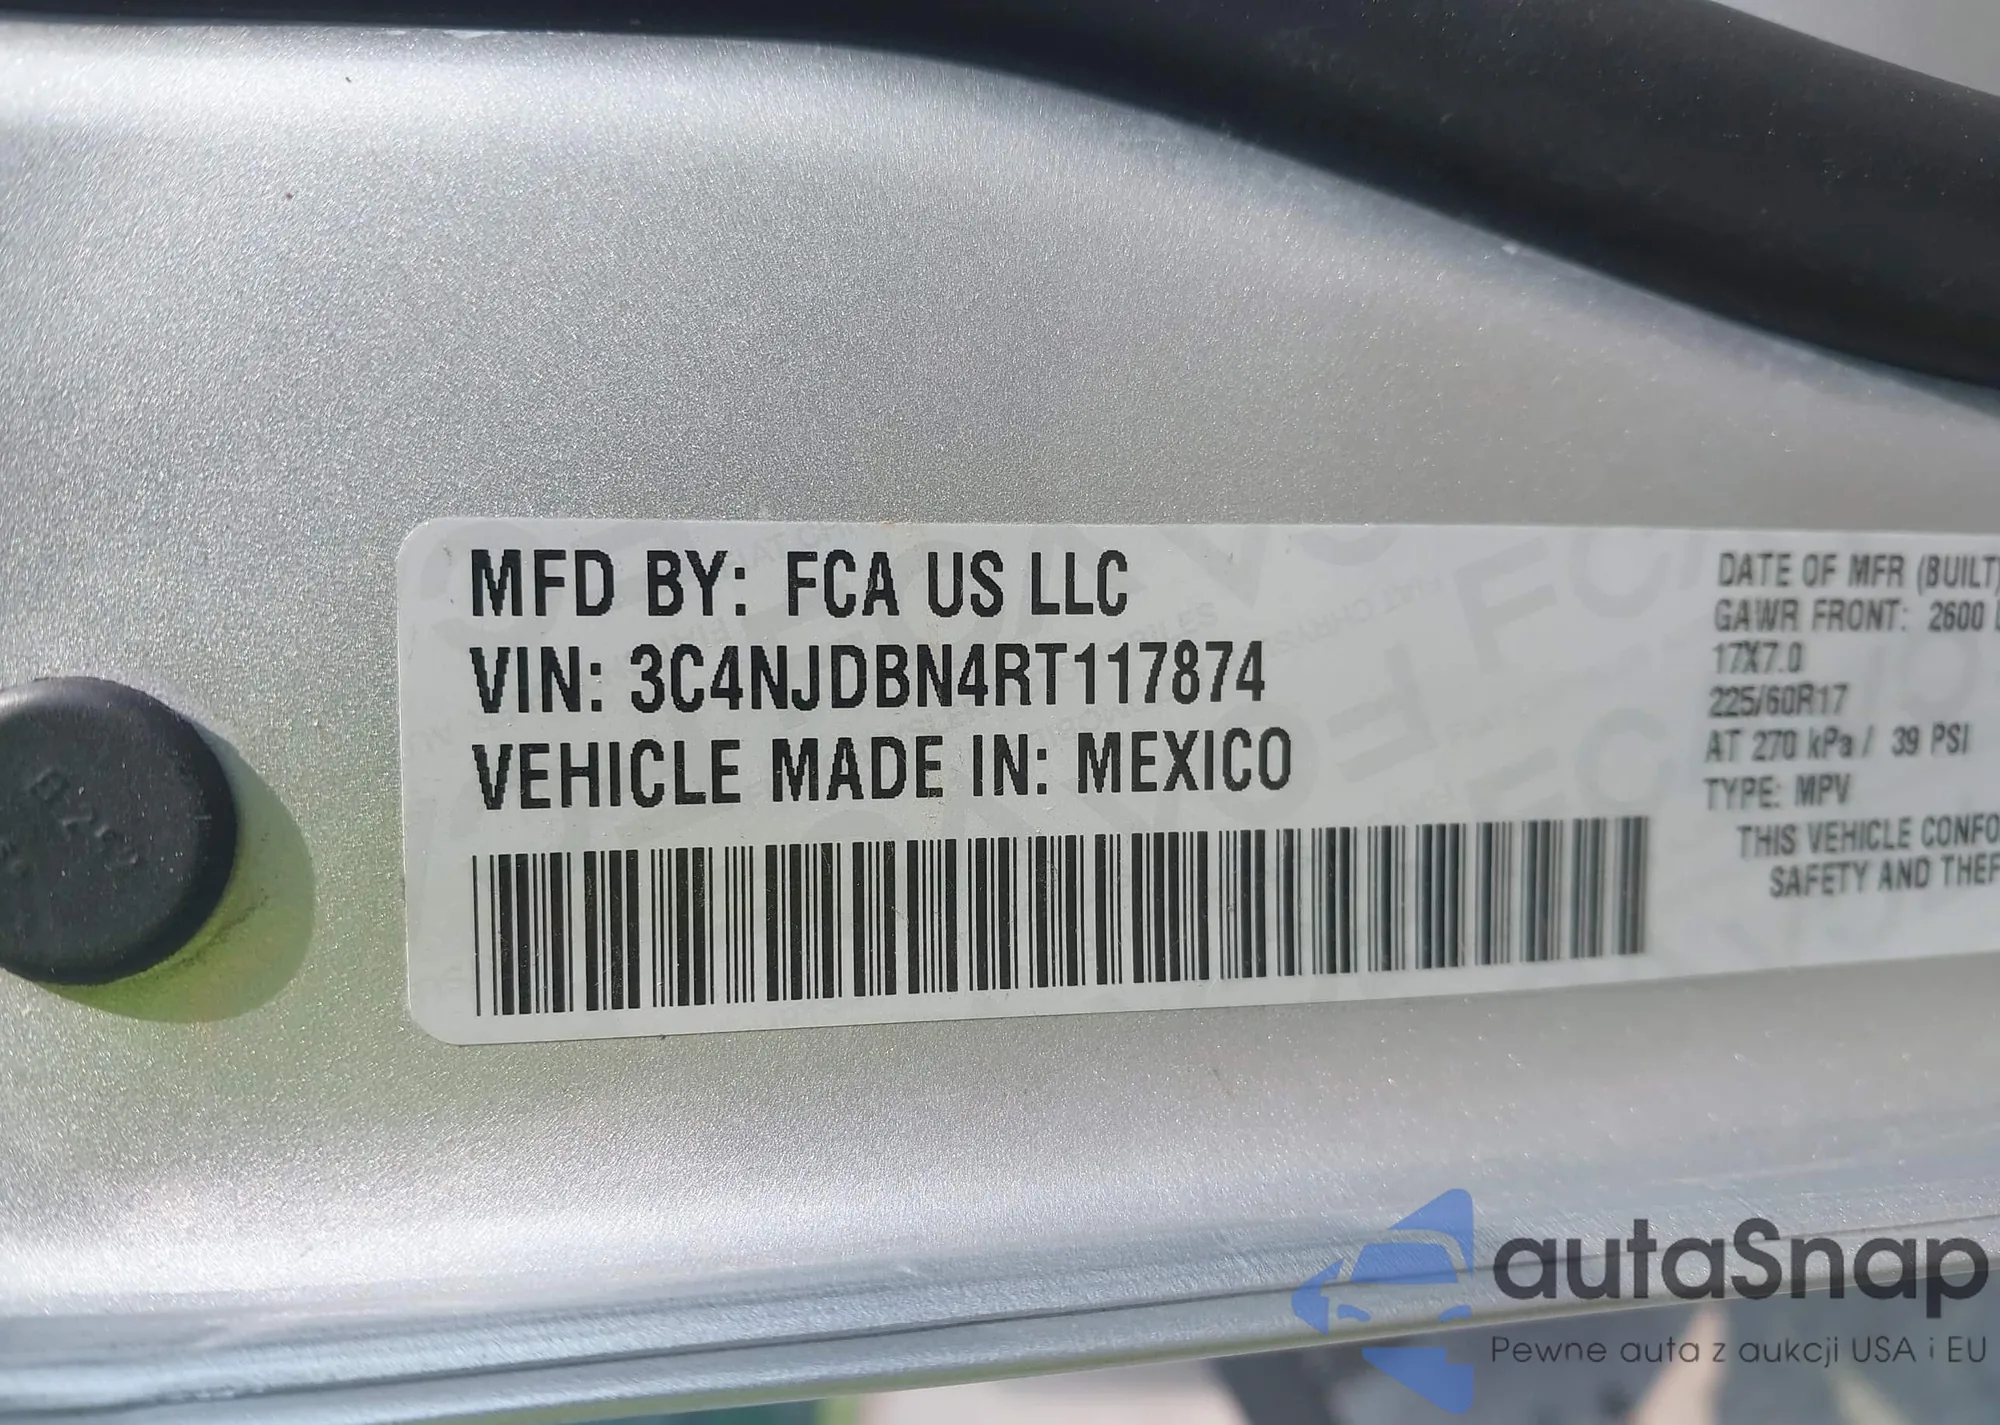 MFD BY: FCA US LLC
VIN: 3C4NJDBN4RT117874
VEHICLE MADE IN: MEXICO
DATE OF MFR (BUILT)
GAWR FRONT: 2600
17X7.0
225/60R17
AT 270 kPa / 39 PSI
TYPE: MPV
THIS VEHICLE CONFO
SAFETY AND THEF
autaSnap
Pewne auta z aukcji USA i EU